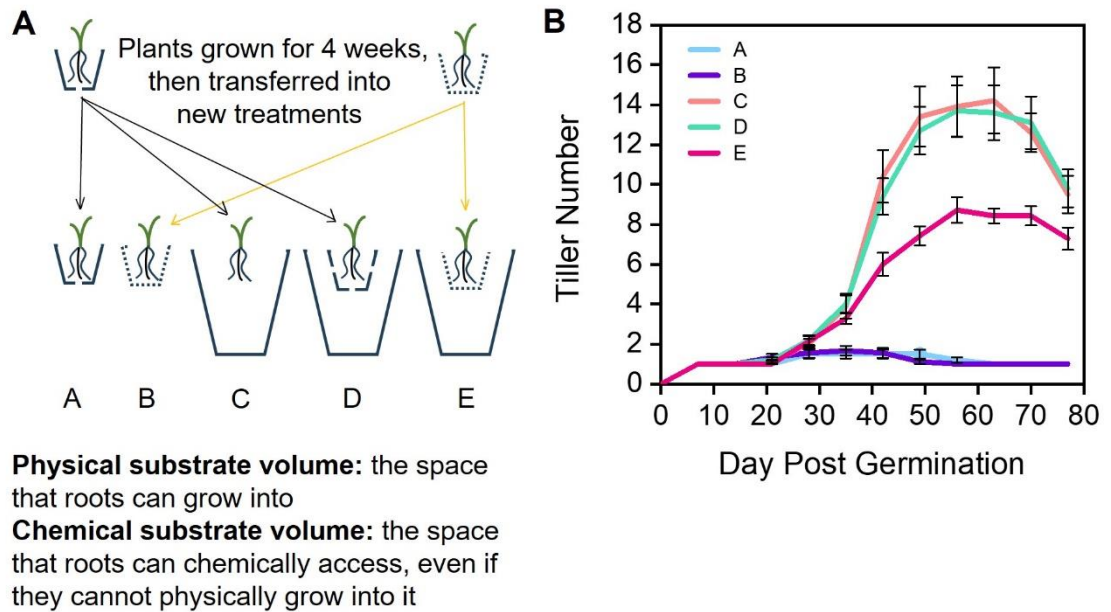 A
Plants grown for 4 weeks,
then transferred into
new treatments
A B C D E
Physical substrate volume: the space
that roots can grow into
Chemical substrate volume: the space
that roots can chemically access, even if
they cannot physically grow into it
B
18
16
14
12
10
8
6
4
2
0
Tiller Number
A
B
C
D
E
0 10 20 30 40 50 60 70 80
Day Post Germination